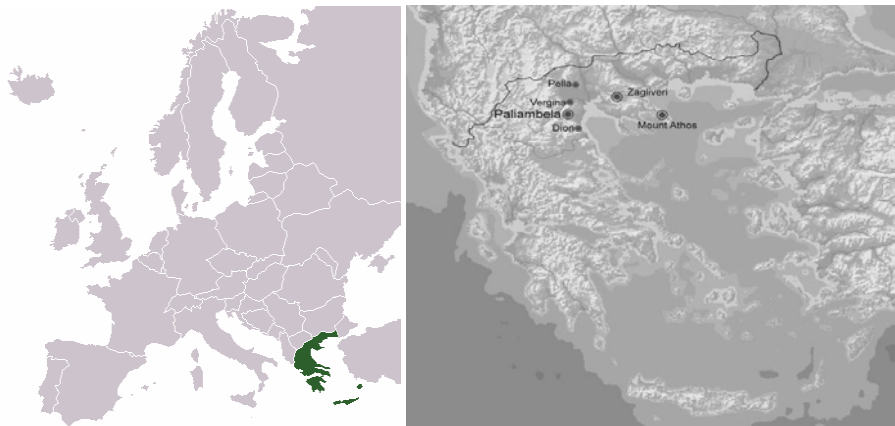 Pella
Zagliveri
Vergina
Paliambela
Mount Athos
Dion